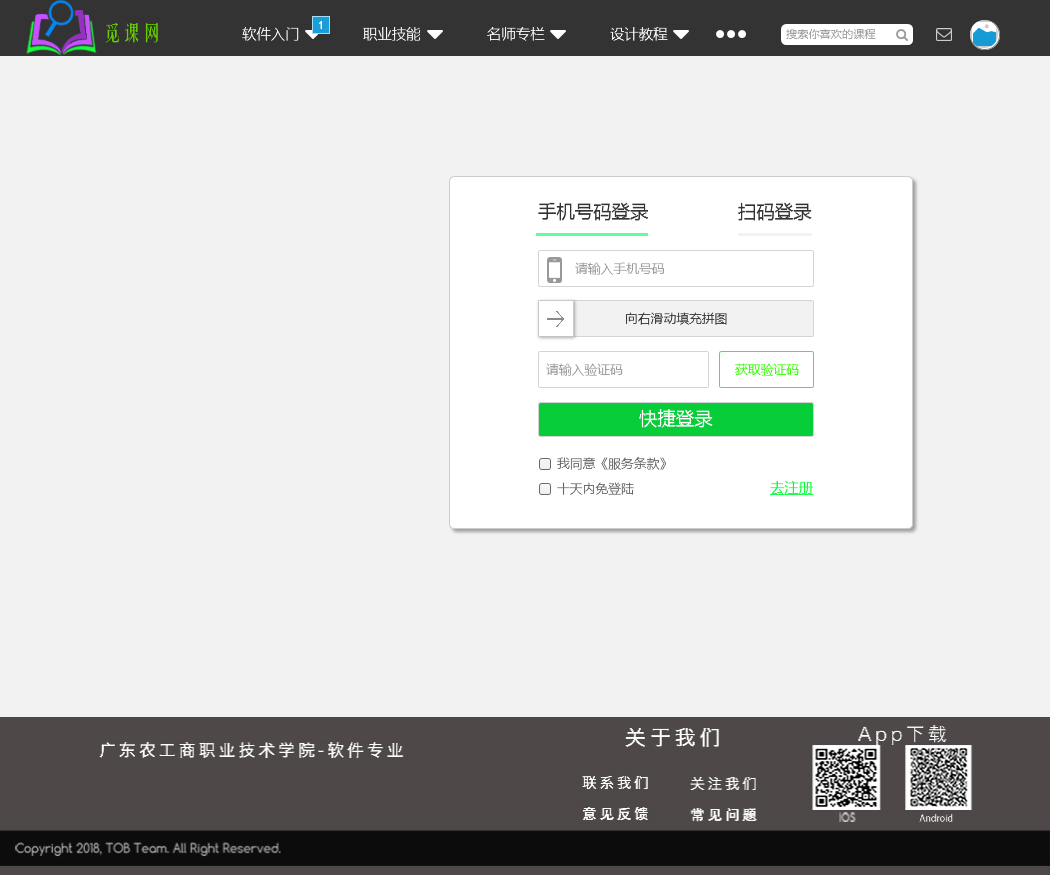 觅课网
软件入门 1 职业技能 名师专栏 设计教程 搜索你喜欢的课程
手机号码登录 扫码登录
请输入手机号码
向右滑动填充拼图
请输入验证码 获取验证码
快捷登录
我同意《服务条款》
十天内免登陆 去注册
广东农工商职业技术学院-软件专业
关于我们
联系我们 关注我们
意见反馈 常见问题
App下载
IOS Android
Copyright 2018, TOB Team. All Right Reserved.